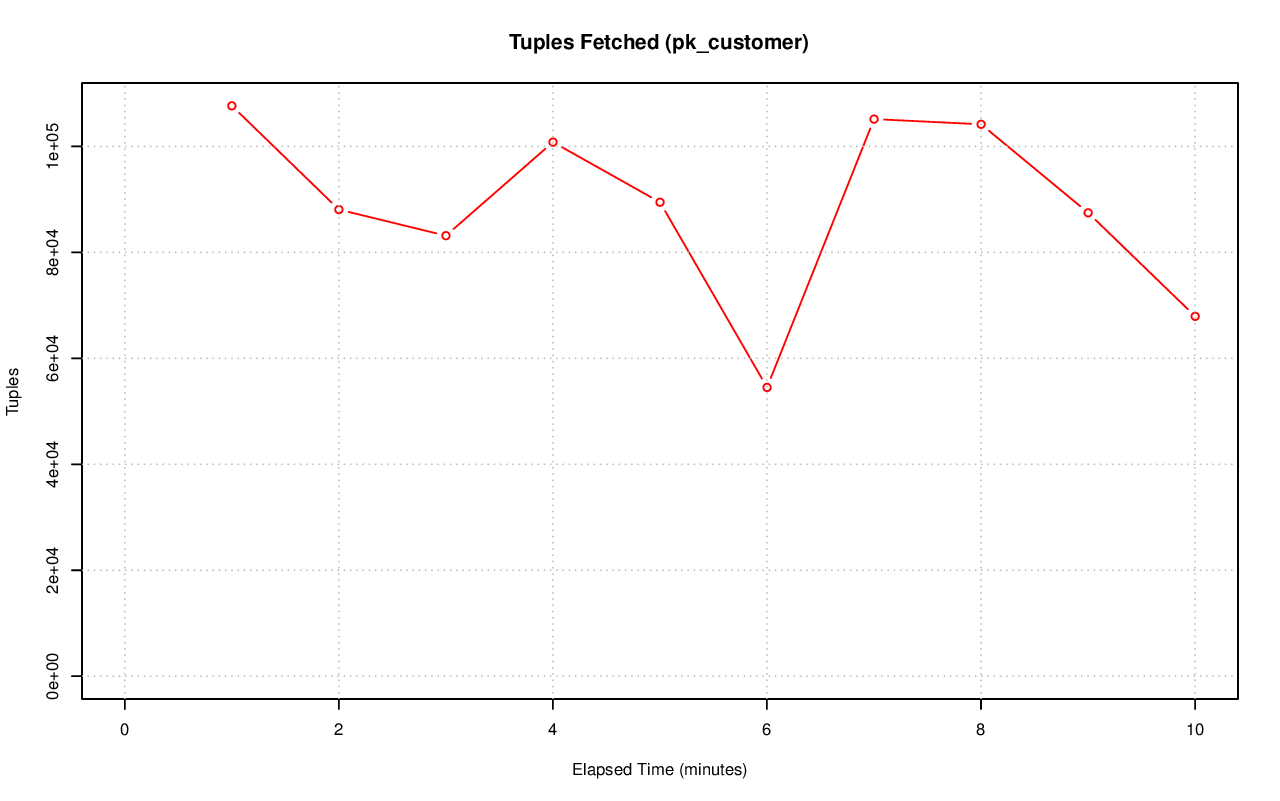 Tuples Fetched (pk_customer)
Tuples
1e+05
8e+04
6e+04
4e+04
2e+04
0e+00
0 2 4 6 8 10
Elapsed Time (minutes)